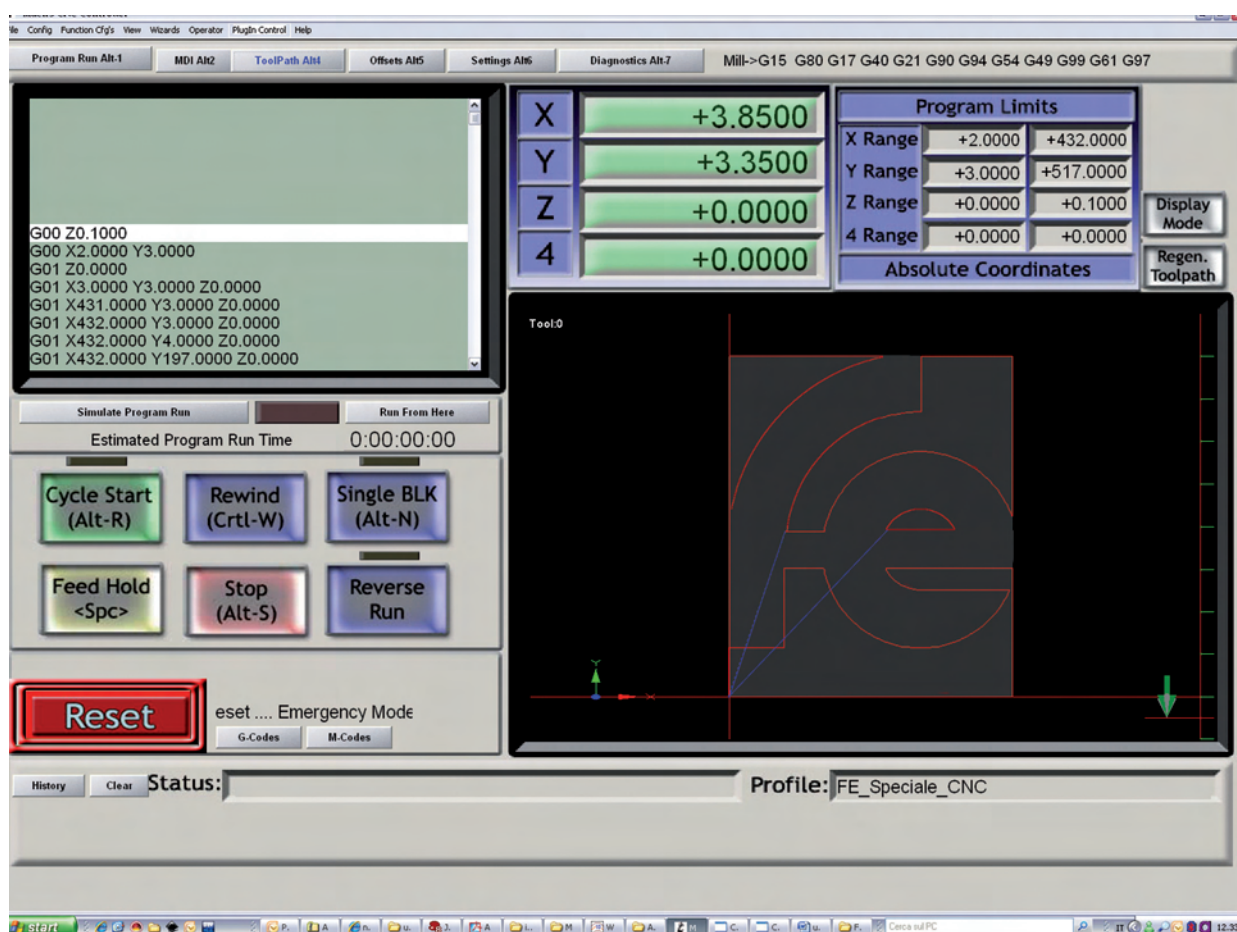 File Config Function Cfg's View Wizards Operator PlugIn Control Help
Program Run Alt-1 MDI Alt2 ToolPath Alt4 Offsets Alt5 Settings Alt6 Diagnostics Alt-7 Mill->G15 G80 G17 G40 G21 G90 G94 G54 G49 G99 G61 G97
G00 Z0.1000
G00 X2.0000 Y3.0000
G01 Z0.0000
G01 X3.0000 Y3.0000 Z0.0000
G01 X431.0000 Y3.0000 Z0.0000
G01 X432.0000 Y3.0000 Z0.0000
G01 X432.0000 Y4.0000 Z0.0000
G01 X432.0000 Y197.0000 Z0.0000
X +3.8500
Y +3.3500
Z +0.0000
4 +0.0000
Program Limits
X Range +2.0000 +432.0000
Y Range +3.0000 +517.0000
Z Range +0.0000 +0.1000
4 Range +0.0000 +0.0000
Absolute Coordinates
Display
Mode
Regen.
Toolpath
Tool:0
Y
X
Simulate Program Run Run From Here
Estimated Program Run Time 0:00:00:00
Cycle Start
(Alt-R)
Rewind
(Crtl-W)
Single BLK
(Alt-N)
Feed Hold
<Spc>
Stop
(Alt-S)
Reverse
Run
Reset
eset .... Emergency Mode
G-Codes M-Codes
History Clear Status: Profile: FE_Speciale_CNC
start P. A n. u. J. A L. M W A. M C. C. u. F. Cerca sul PC IT